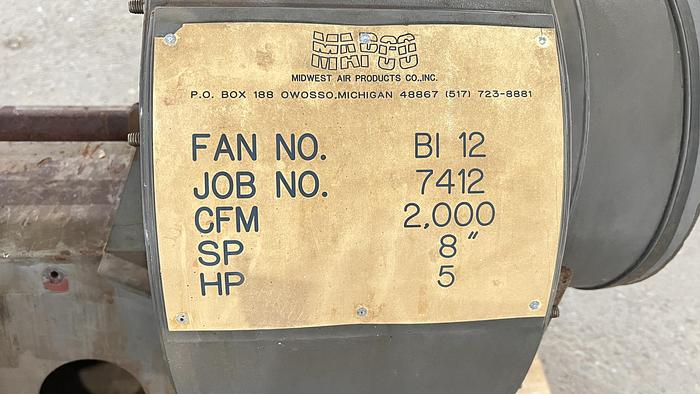 MAPCO
MIDWEST AIR PRODUCTS CO.,INC.
P.O. BOX 188 OWOSSO,MICHIGAN 48867 (517) 723-8881
FAN NO. BI 12
JOB NO. 7412
CFM 2,000
SP 8"
HP 5